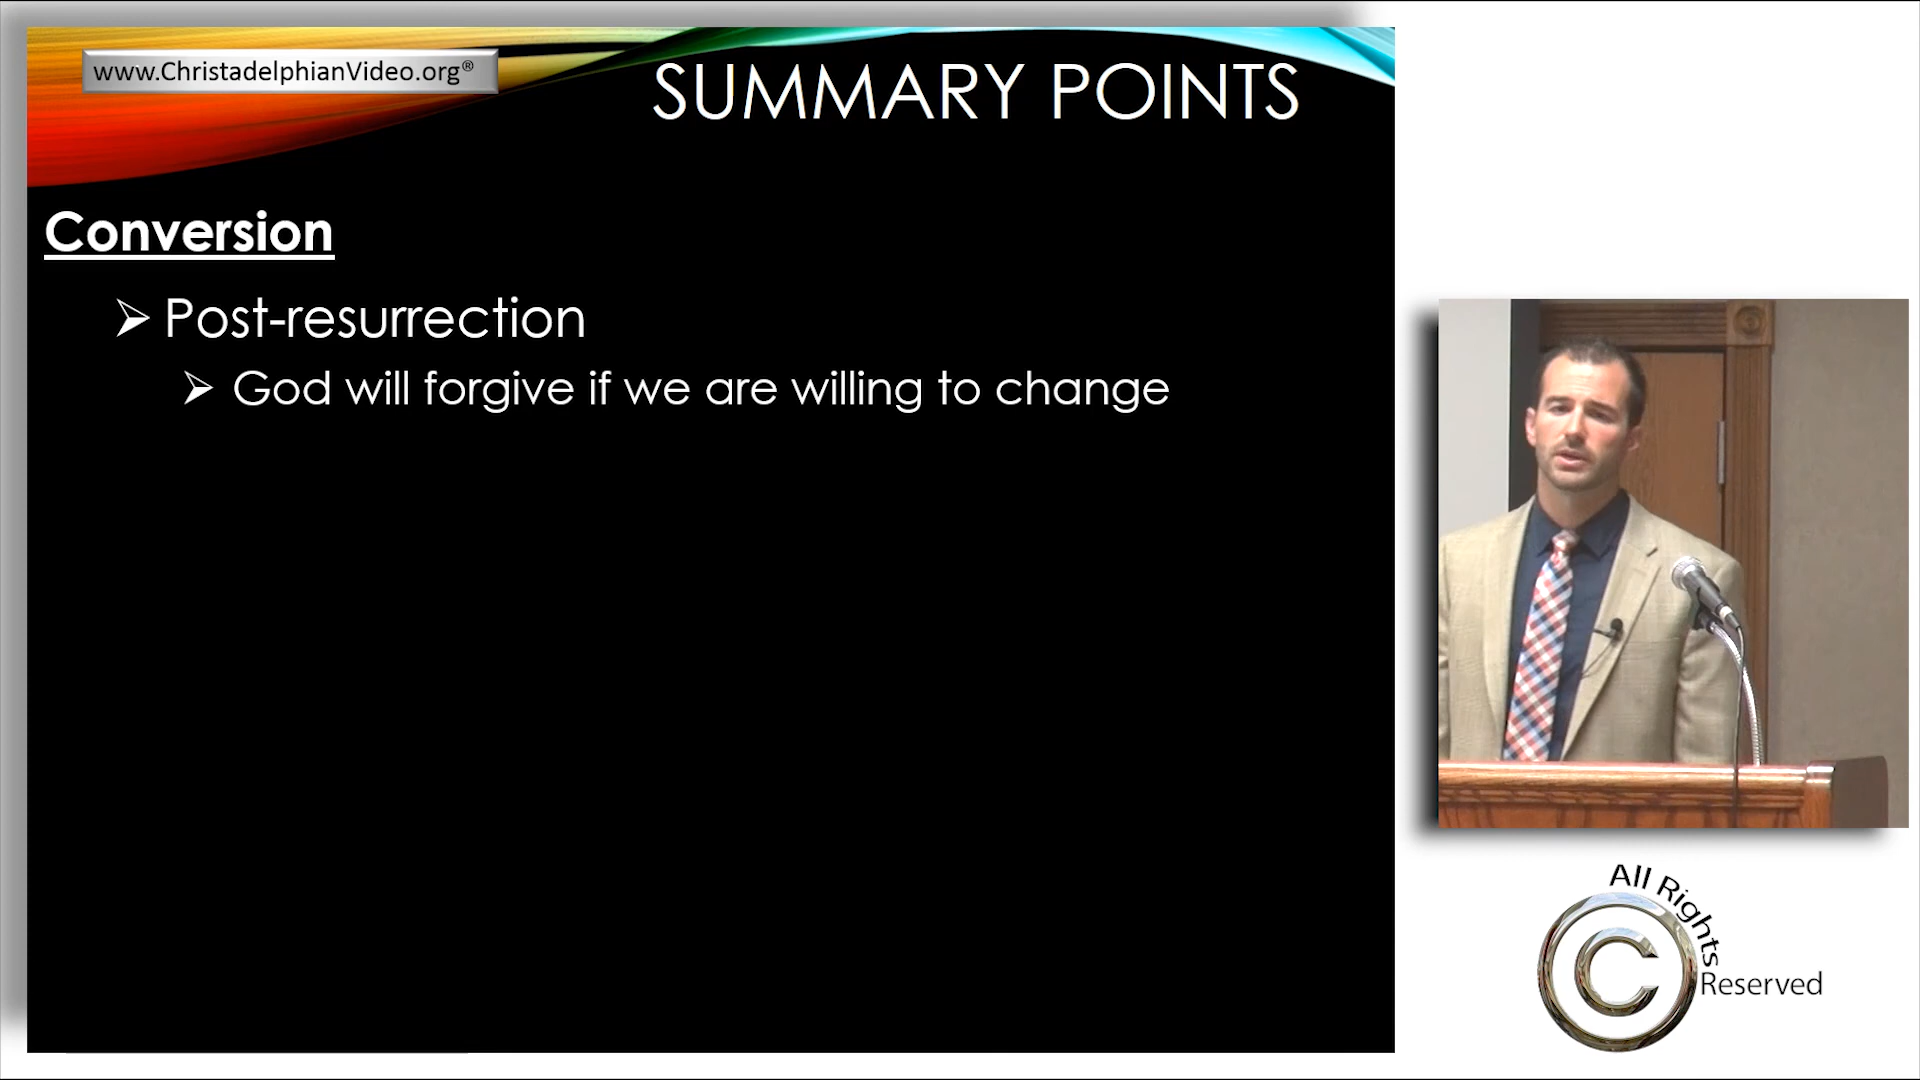 www.ChristadelphianVideo.org®
SUMMARY POINTS
Conversion
Post-resurrection
God will forgive if we are willing to change
All Rights
Reserved